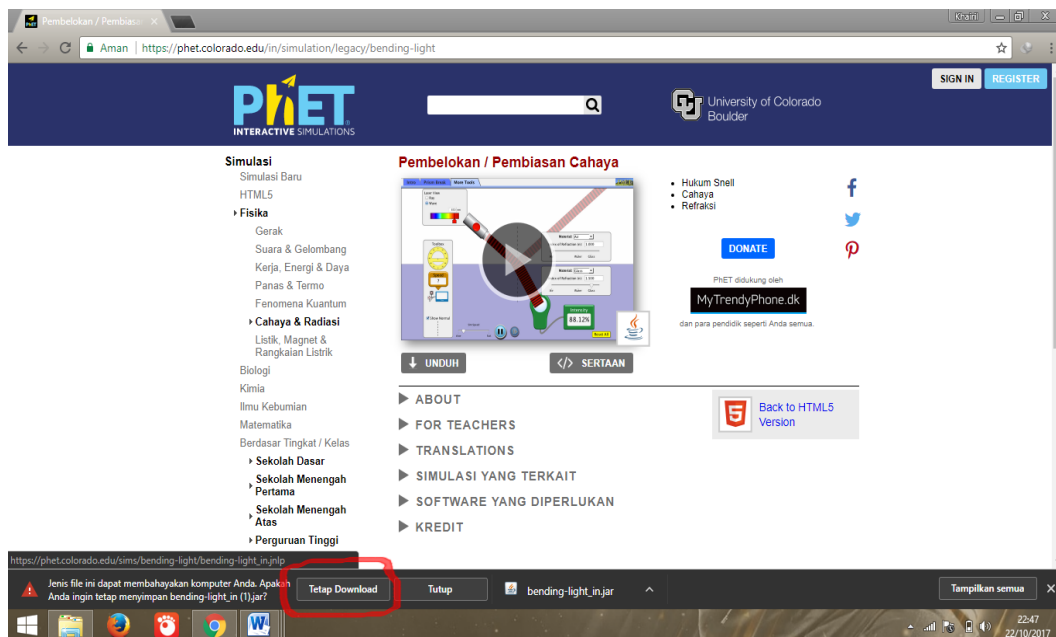 Pembelokan / Pembiasa
Khairil
Aman | https://phet.colorado.edu/in/simulation/legacy/bending-light
SIGN IN
REGISTER
PhET
INTERACTIVE SIMULATIONS
University of Colorado
Boulder
Simulasi
Simulasi Baru
HTML5
Fisika
Gerak
Suara & Gelombang
Kerja, Energi & Daya
Panas & Termo
Fenomena Kuantum
Cahaya & Radiasi
Listik, Magnet &
Rangkaian Listrik
Biologi
Kimia
Ilmu Kebumian
Matematika
Berdasar Tingkat / Kelas
Sekolah Dasar
Sekolah Menengah
Pertama
Sekolah Menengah
Atas
Perguruan Tinggi
Pembelokan / Pembiasan Cahaya
More Tools
Intensity
88.12%
UNDUH
</> SERTAAN
Hukum Snell
Cahaya
Refraksi
DONATE
PhET didukung oleh
MyTrendyPhone.dk
dan para pendidik seperti Anda semua.
ABOUT
FOR TEACHERS
TRANSLATIONS
SIMULASI YANG TERKAIT
SOFTWARE YANG DIPERLUKAN
KREDIT
Back to HTML5
Version
https://phet.colorado.edu/sims/bending-light/bending-light_in.jnlp
Jenis file ini dapat membahayakan komputer Anda. Apakah
Anda ingin tetap menyimpan bending-light_in (1).jar?
Tetap Download
Tutup
bending-light_in.jar
Tampilkan semua
22:47
22/10/2017